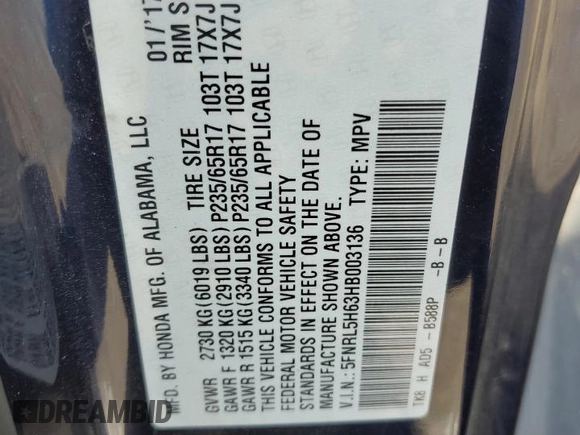 MFD. BY HONDA MFG. OF ALABAMA, LLC 01/'17
RIM S
GVWR 2730 KG (6019 LBS) TIRE SIZE
GAWR F 1320 KG (2910 LBS) P235/65R17 103T 17X7J
GAWR R 1515 KG (3340 LBS) P235/65R17 103T 17X7J
THIS VEHICLE CONFORMS TO ALL APPLICABLE
FEDERAL MOTOR VEHICLE SAFETY
STANDARDS IN EFFECT ON THE DATE OF
MANUFACTURE SHOWN ABOVE.
V.I.N.: 5FNRL5H63HB003136 TYPE: MPV
TK8 H AD5 - B588P -B - B
DREAMBID